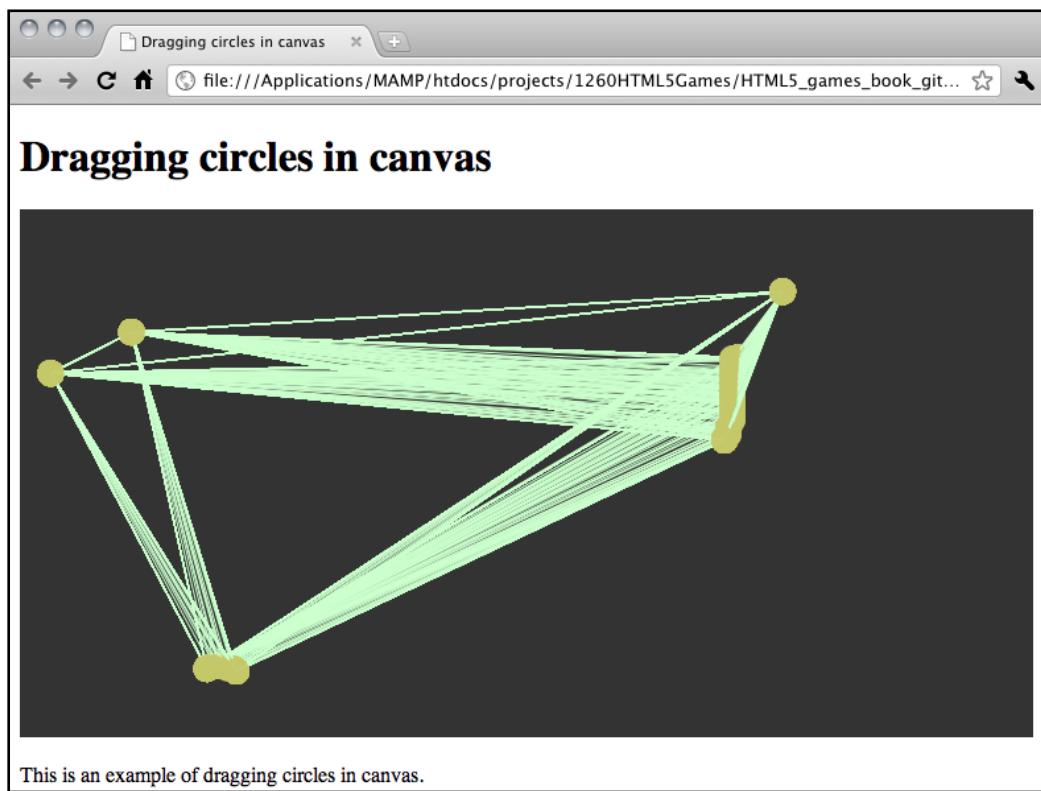 Dragging circles in canvas
file:///Applications/MAMP/htdocs/projects/1260HTML5Games/HTML5_games_book_git...
Dragging circles in canvas
This is an example of dragging circles in canvas.